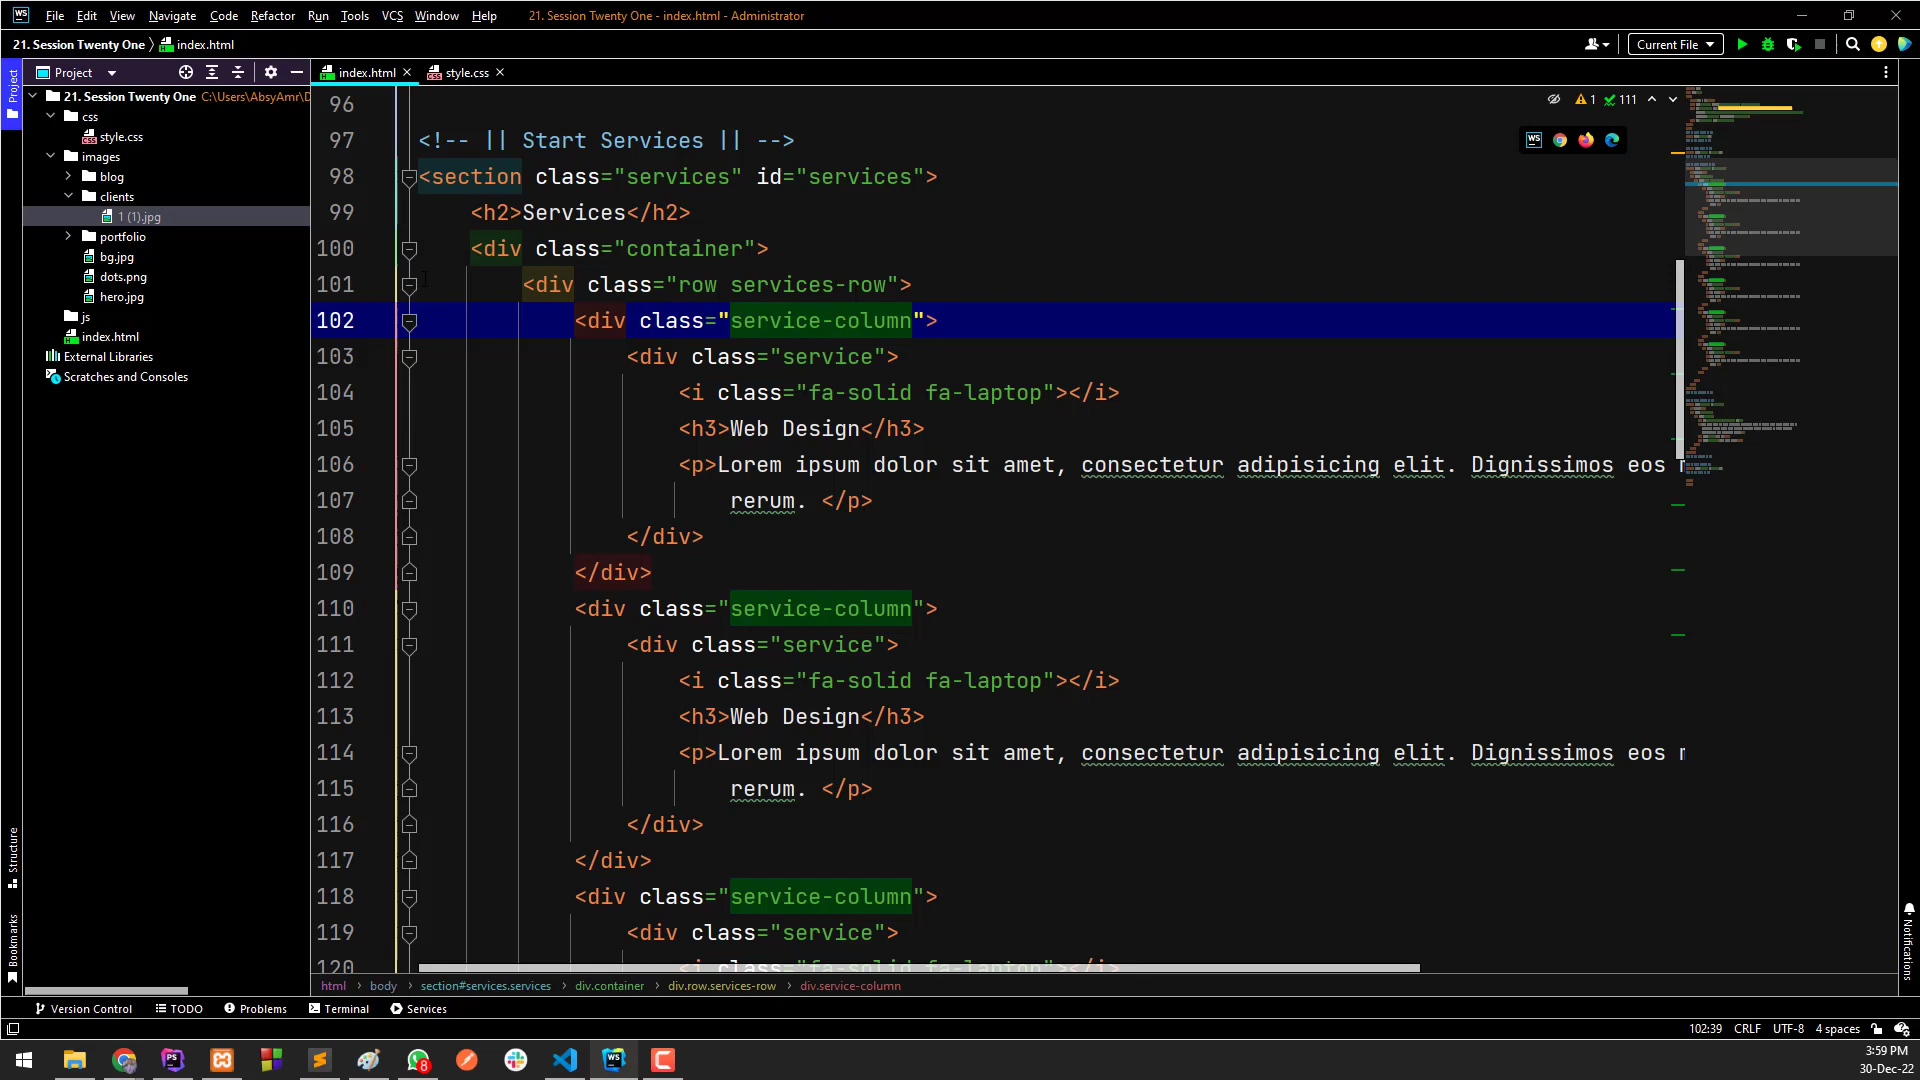 WS File Edit View Navigate Code Refactor Run Tools VCS Window Help 21. Session Twenty One - index.html - Administrator
21. Session Twenty One index.html Current File
Project
Project
index.html
style.css
21. Session Twenty One C:\Users\AbsyAmr\D
css
style.css
images
blog
clients
1 (1).jpg
portfolio
bg.jpg
dots.png
hero.jpg
js
index.html
External Libraries
Scratches and Consoles
1 111
96
97 <!-- || Start Services || -->
98 <section class="services" id="services">
99 <h2>Services</h2>
100 <div class="container">
101 <div class="row services-row">
102 <div class="service-column">
103 <div class="service">
104 <i class="fa-solid fa-laptop"></i>
105 <h3>Web Design</h3>
106 <p>Lorem ipsum dolor sit amet, consectetur adipisicing elit. Dignissimos eos
107 rerum. </p>
108 </div>
109 </div>
110 <div class="service-column">
111 <div class="service">
112 <i class="fa-solid fa-laptop"></i>
113 <h3>Web Design</h3>
114 <p>Lorem ipsum dolor sit amet, consectetur adipisicing elit. Dignissimos eos
115 rerum. </p>
116 </div>
117 </div>
118 <div class="service-column">
119 <div class="service">
120 <i class="fa-solid fa-laptop"></i>
Structure
Bookmarks
Notifications
html body section#services.services div.container div.row.services-row div.service-column
Version Control TODO Problems Terminal Services
102:39 CRLF UTF-8 4 spaces
8
3:59 PM
30-Dec-22